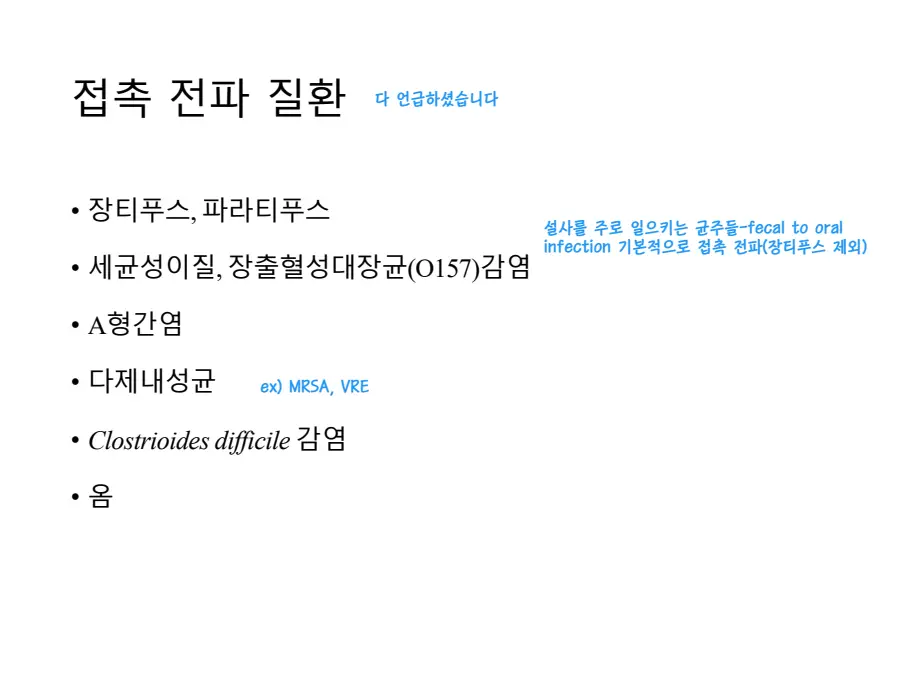 접촉 전파 질환 다 언급하셨습니다
• 장티푸스, 파라티푸스
설사를 주로 일으키는 균주들-fecal to oral
infection 기본적으로 접촉 전파(장티푸스 제외)
• 세균성이질, 장출혈성대장균(O157)감염
• A형간염
• 다제내성균 ex) MRSA, VRE
• Clostrioides difficile 감염
• 옴